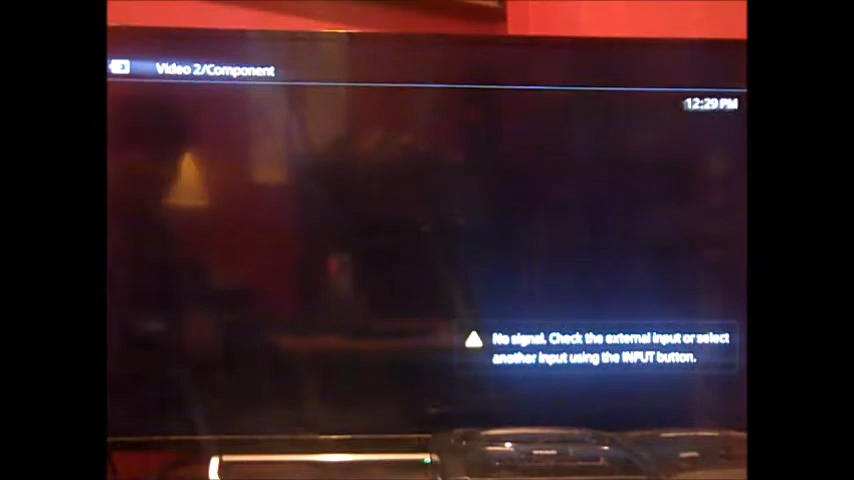 Video 2/Component
12:29 PM
No signal. Check the external input or select
another input using the INPUT button.